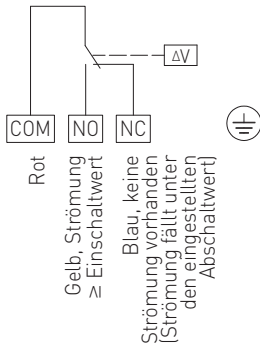 ΔV
COM
NO
NC
Rot
Gelb, Strömung
≥ Einschaltwert
Blau, keine
Strömung vorhanden
(Strömung fällt unter
den eingestellten
Abschaltwert)